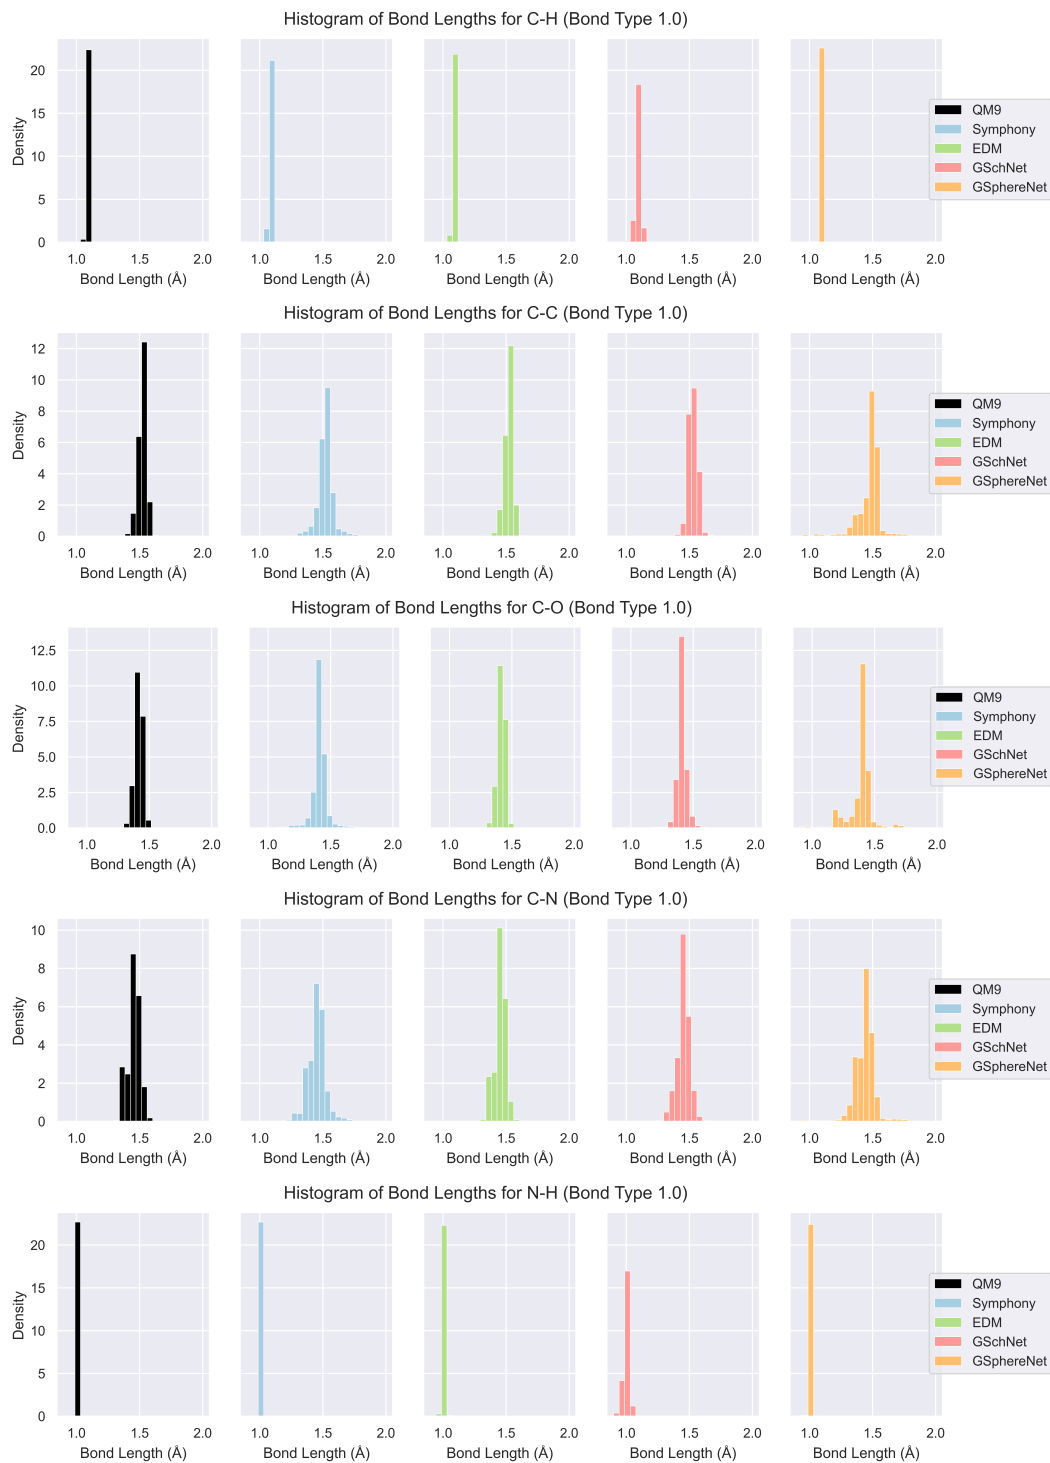 Histogram of Bond Lengths for C-H (Bond Type 1.0)
Density
20
15
10
5
0
1.0 1.5 2.0 1.0 1.5 2.0 1.0 1.5 2.0 1.0 1.5 2.0 1.0 1.5 2.0
Bond Length (Å) Bond Length (Å) Bond Length (Å) Bond Length (Å) Bond Length (Å)
QM9
Symphony
EDM
GSchNet
GSphereNet
Histogram of Bond Lengths for C-C (Bond Type 1.0)
Density
12
10
8
6
4
2
0
1.0 1.5 2.0 1.0 1.5 2.0 1.0 1.5 2.0 1.0 1.5 2.0 1.0 1.5 2.0
Bond Length (Å) Bond Length (Å) Bond Length (Å) Bond Length (Å) Bond Length (Å)
QM9
Symphony
EDM
GSchNet
GSphereNet
Histogram of Bond Lengths for C-O (Bond Type 1.0)
Density
12.5
10.0
7.5
5.0
2.5
0.0
1.0 1.5 2.0 1.0 1.5 2.0 1.0 1.5 2.0 1.0 1.5 2.0 1.0 1.5 2.0
Bond Length (Å) Bond Length (Å) Bond Length (Å) Bond Length (Å) Bond Length (Å)
QM9
Symphony
EDM
GSchNet
GSphereNet
Histogram of Bond Lengths for C-N (Bond Type 1.0)
Density
10
8
6
4
2
0
1.0 1.5 2.0 1.0 1.5 2.0 1.0 1.5 2.0 1.0 1.5 2.0 1.0 1.5 2.0
Bond Length (Å) Bond Length (Å) Bond Length (Å) Bond Length (Å) Bond Length (Å)
QM9
Symphony
EDM
GSchNet
GSphereNet
Histogram of Bond Lengths for N-H (Bond Type 1.0)
Density
20
15
10
5
0
1.0 1.5 2.0 1.0 1.5 2.0 1.0 1.5 2.0 1.0 1.5 2.0 1.0 1.5 2.0
Bond Length (Å) Bond Length (Å) Bond Length (Å) Bond Length (Å) Bond Length (Å)
QM9
Symphony
EDM
GSchNet
GSphereNet